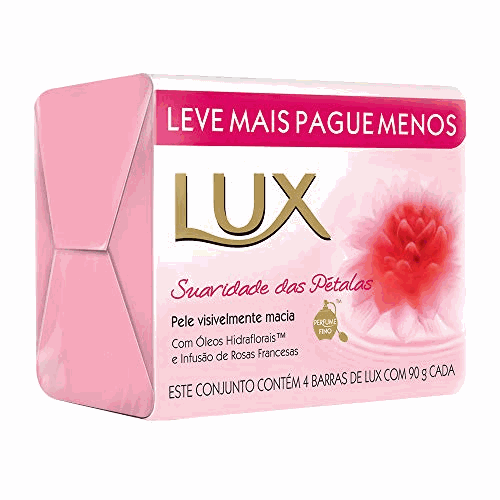 LEVE MAIS PAGUE MENOS
LUX
Suavidade das Pétalas
TM
Pele visivelmente macia
PERFUME
FINO
Com Óleos Hidraflorais™
e Infusão de Rosas Francesas
ESTE CONJUNTO CONTÉM 4 BARRAS DE LUX COM 90 g CADA